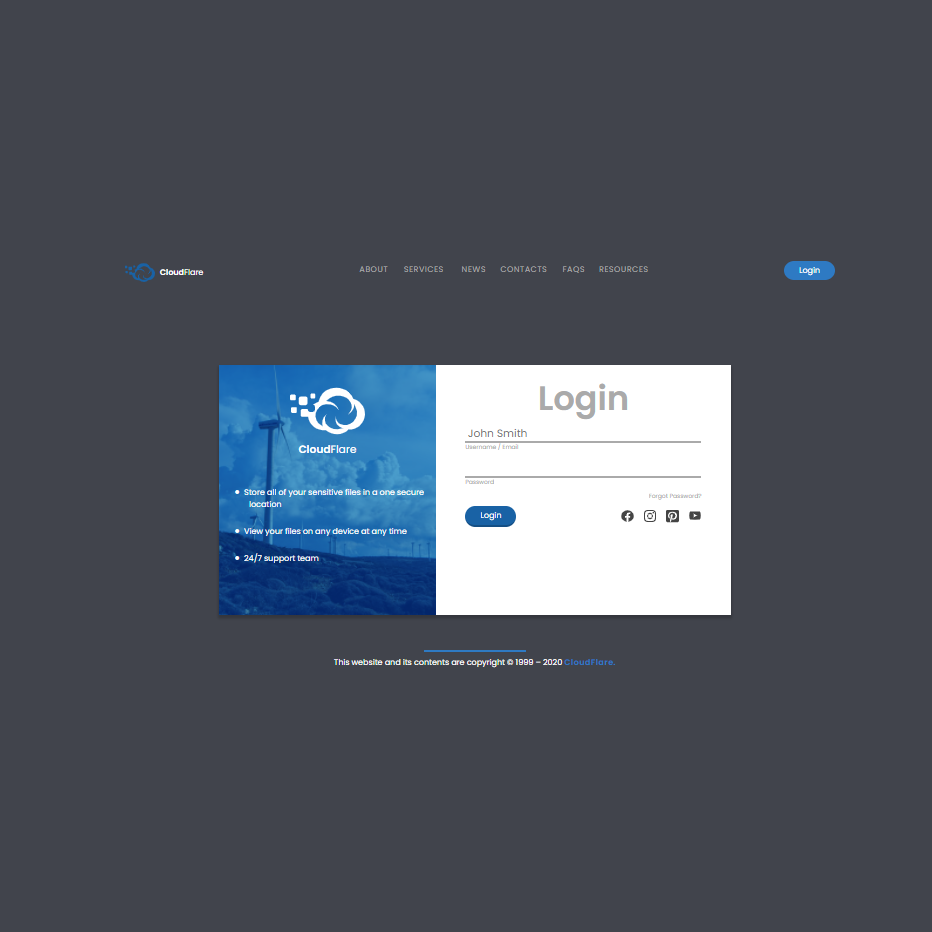 CloudFlare
ABOUT SERVICES NEWS CONTACTS FAQS RESOURCES
Login
CloudFlare
Store all of your sensitive files in a one secure
location
View your files on any device at any time
24/7 support team
Login
John Smith
Username / Email
Password
Forgot Password?
Login
This website and its contents are copyright © 1999 – 2020 CloudFlare.